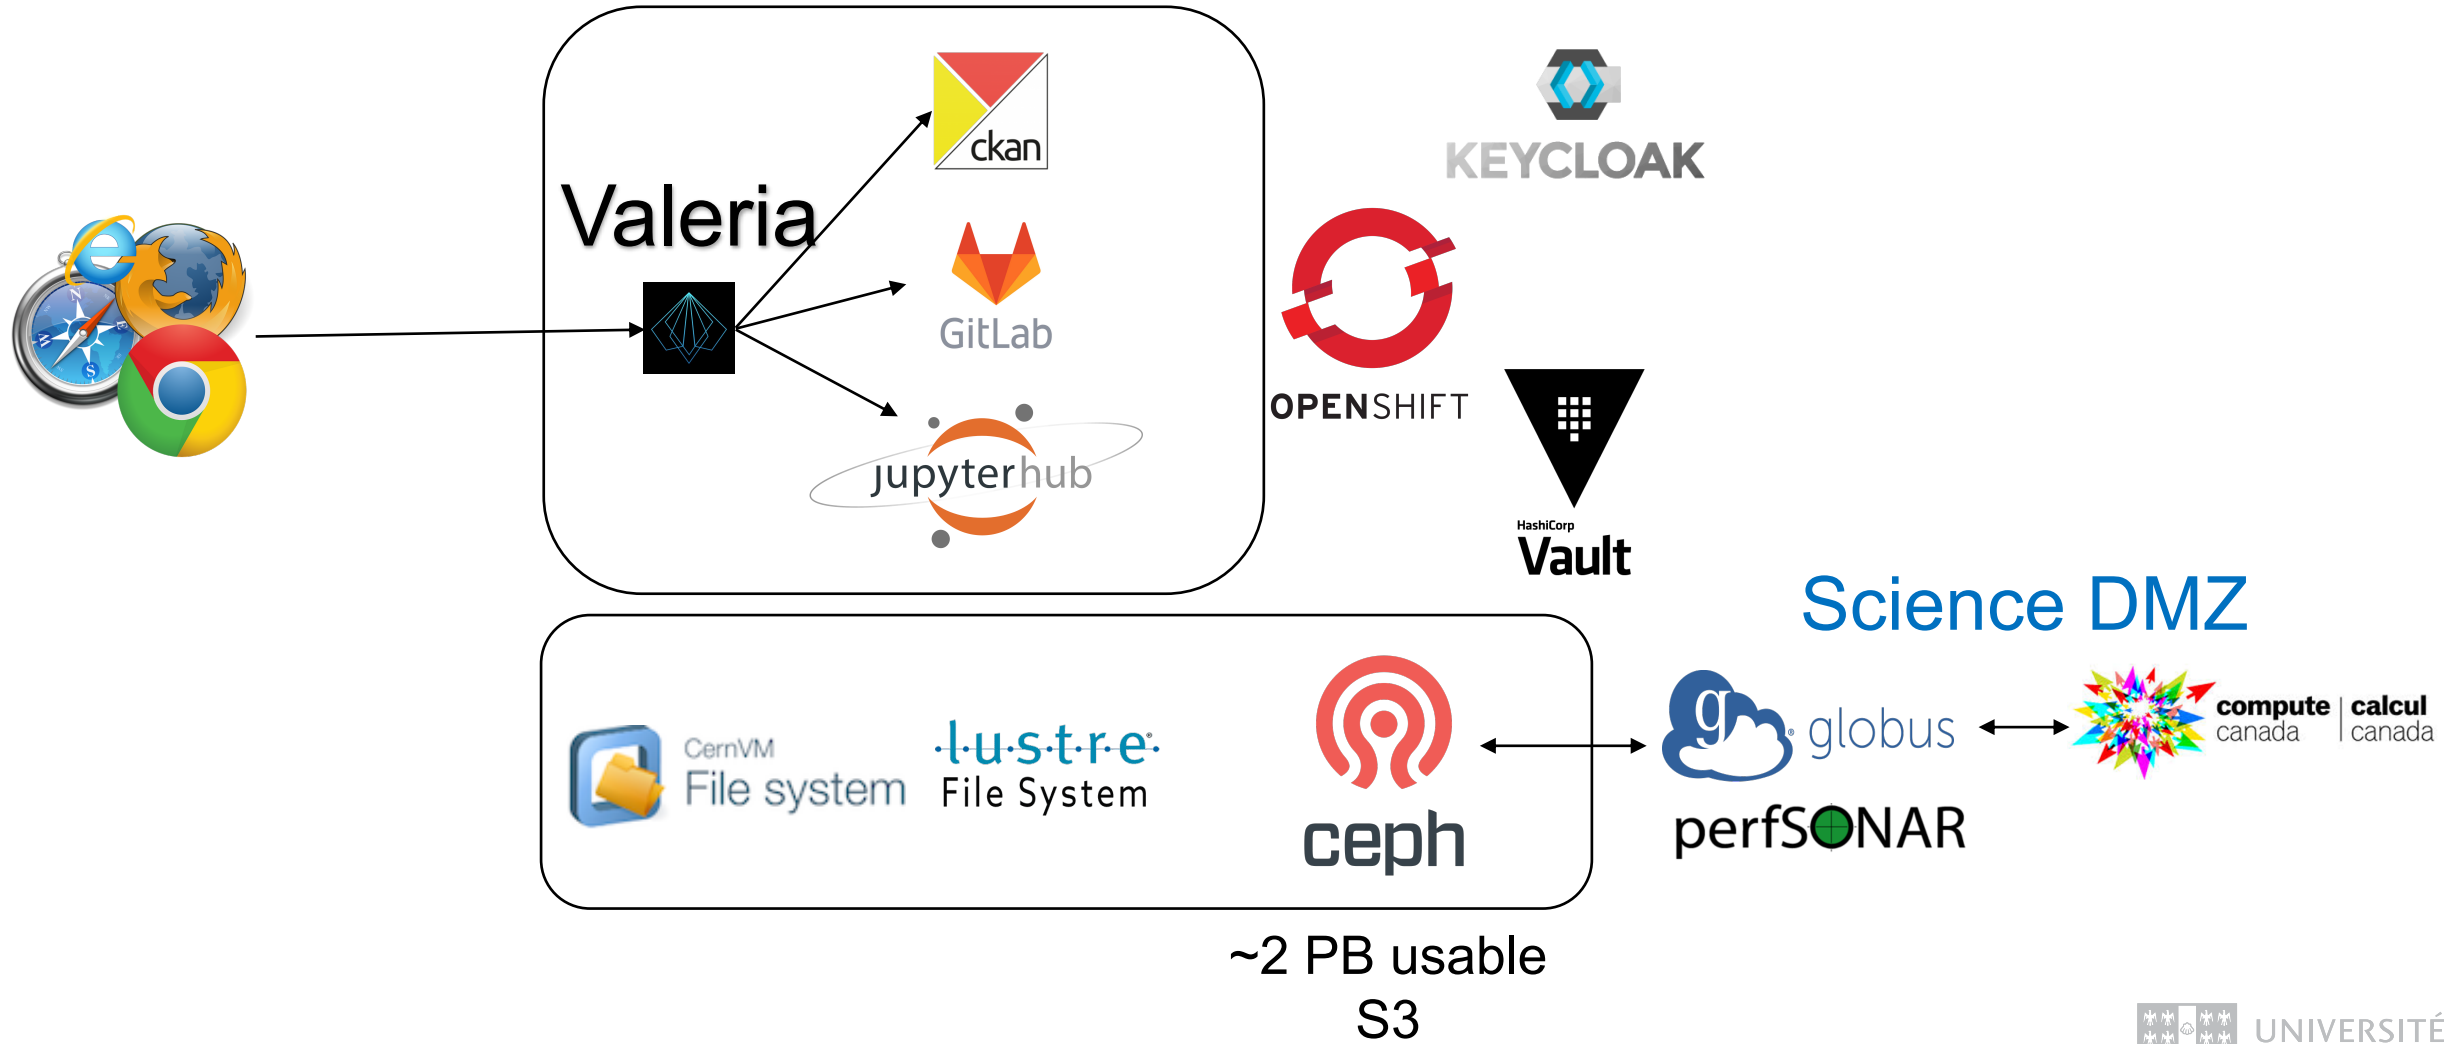 ckan
KEYCLOAK
Valeria
GitLab
OPENSHIFT
jupyterhub
HashiCorp
Vault
Science DMZ
CernVM
File system
lustre
File System
ceph
globus
compute | calcul
canada | canada
perfSONAR
~2 PB usable
S3
UNIVERSITÉ